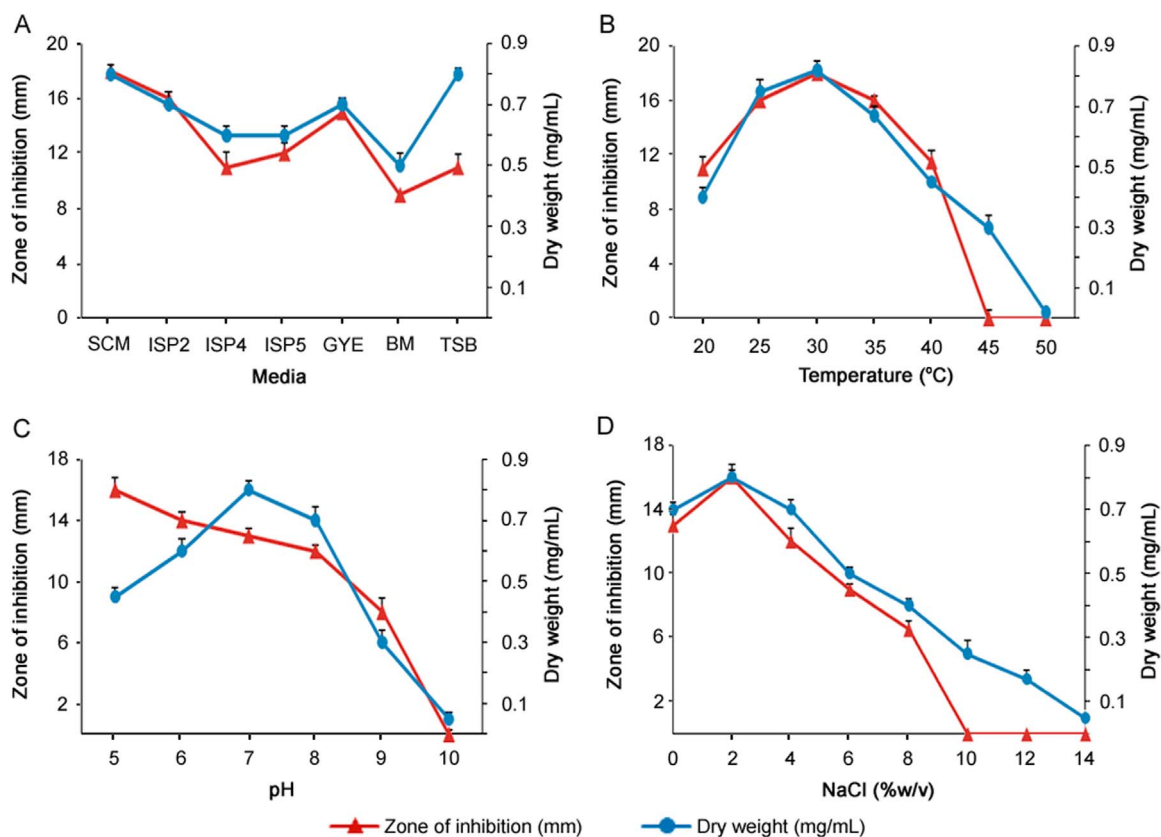 A
Zone of inhibition (mm)
20
16
12
8
4
0
0.9
0.7
0.5
0.3
0.1
Dry weight (mg/mL)
SCM ISP2 ISP4 ISP5 GYE BM TSB
Media
B
Zone of inhibition (mm)
20
16
12
8
4
0
0.9
0.7
0.5
0.3
0.1
Dry weight (mg/mL)
20 25 30 35 40 45 50
Temperature (°C)
C
Zone of inhibition (mm)
18
14
10
6
2
0.9
0.7
0.5
0.3
0.1
Dry weight (mg/mL)
5 6 7 8 9 10
pH
D
Zone of inhibition (mm)
18
14
10
6
2
0.9
0.7
0.5
0.3
0.1
Dry weight (mg/mL)
0 2 4 6 8 10 12 14
NaCl (%w/v)
Zone of inhibition (mm) Dry weight (mg/mL)